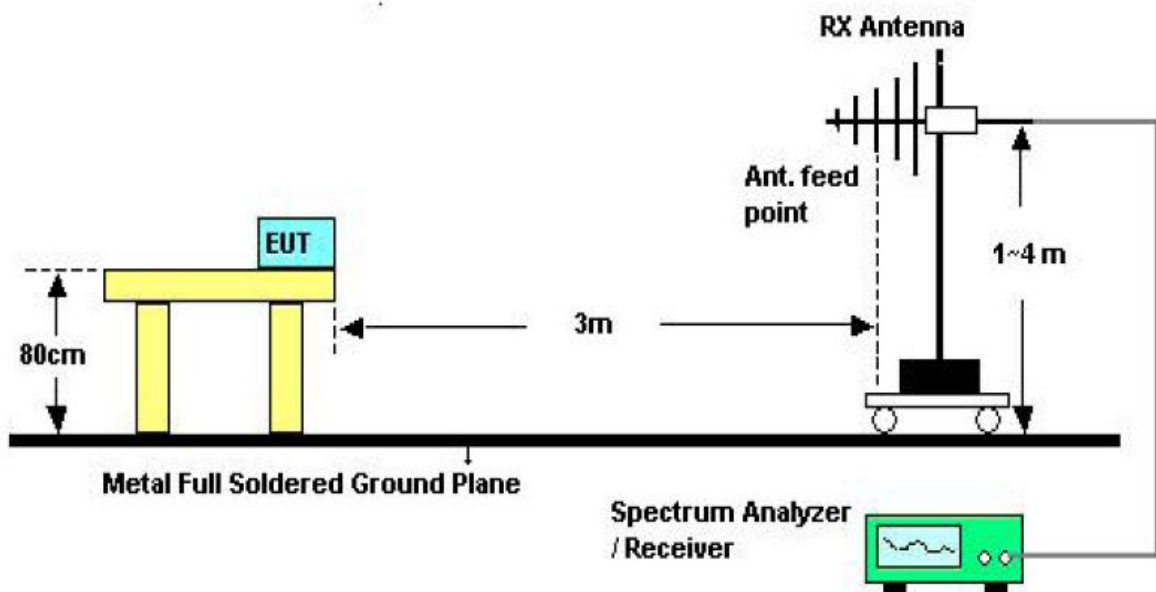 RX Antenna
Ant. feed
point
EUT
1~4 m
3m
80cm
Metal Full Soldered Ground Plane
Spectrum Analyzer
/ Receiver